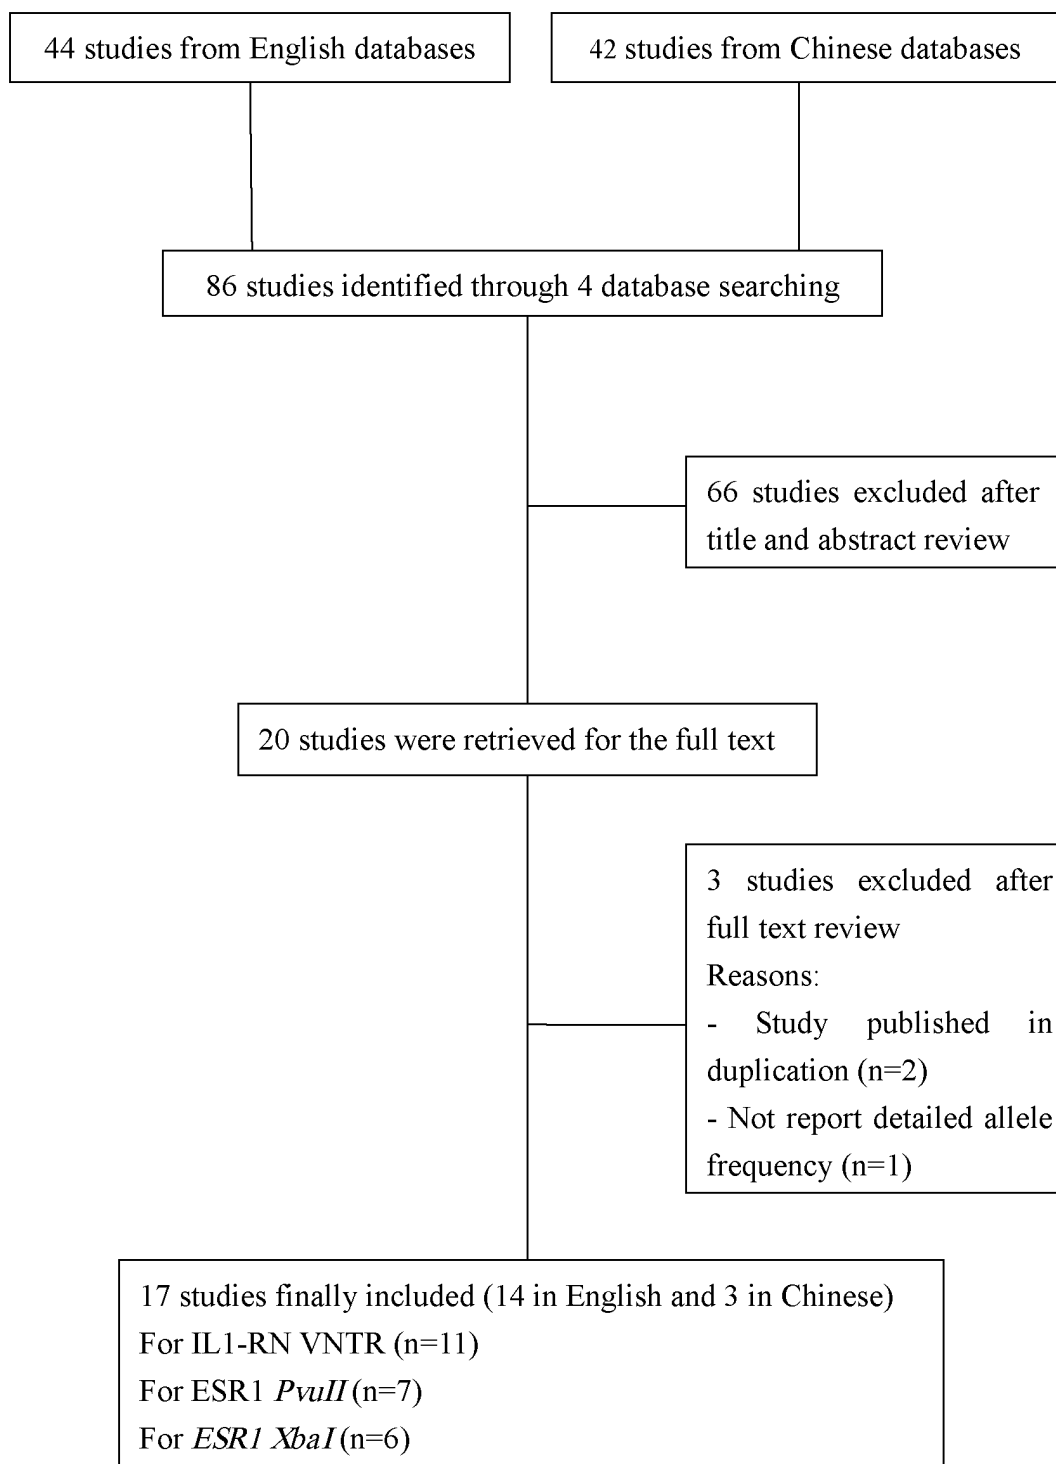 44 studies from English databases
42 studies from Chinese databases
86 studies identified through 4 database searching
66 studies excluded after
title and abstract review
20 studies were retrieved for the full text
3 studies excluded after
full text review
Reasons:
- Study published in
duplication (n=2)
- Not report detailed allele
frequency (n=1)
17 studies finally included (14 in English and 3 in Chinese)
For IL1-RN VNTR (n=11)
For ESR1 PvuII (n=7)
For ESR1 XbaI (n=6)